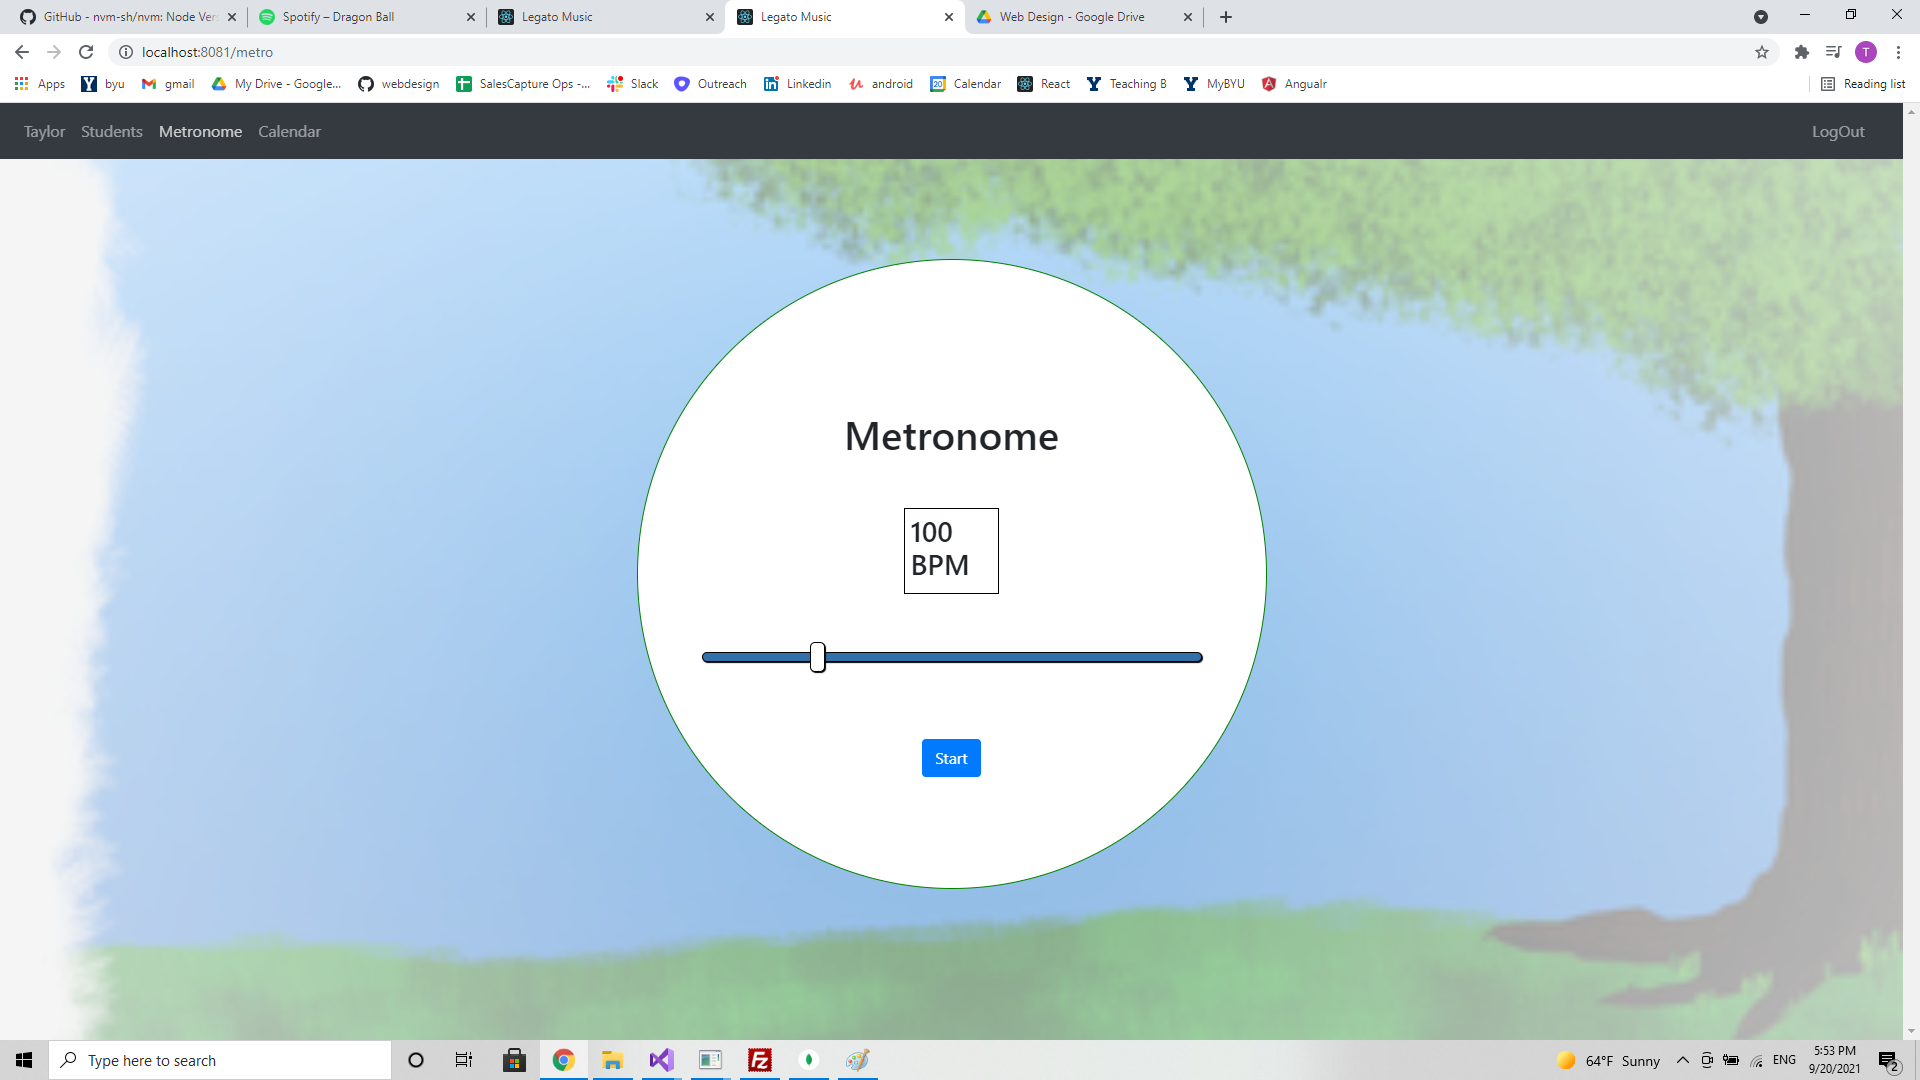 GitHub - nvm-sh/nvm: Node Ver
Spotify – Dragon Ball
Legato Music
Legato Music
Web Design - Google Drive
localhost:8081/metro
T
Apps
byu
gmail
My Drive - Google...
webdesign
SalesCapture Ops -...
Slack
Outreach
Linkedin
android
Calendar
React
Teaching B
MyBYU
Angualr
Reading list
Taylor
Students
Metronome
Calendar
LogOut
Metronome
100
BPM
Start
Type here to search
64°F Sunny
ENG
5:53 PM
9/20/2021
2